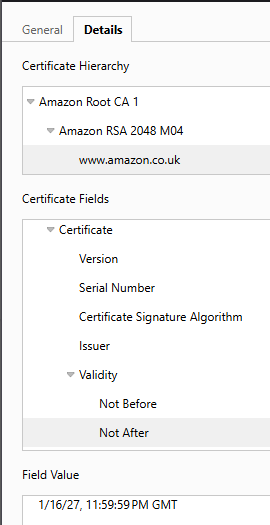 General
Details
Certificate Hierarchy
Amazon Root CA 1
Amazon RSA 2048 M04
www.amazon.co.uk
Certificate Fields
Certificate
Version
Serial Number
Certificate Signature Algorithm
Issuer
Validity
Not Before
Not After
Field Value
1/16/27, 11:59:59 PM GMT